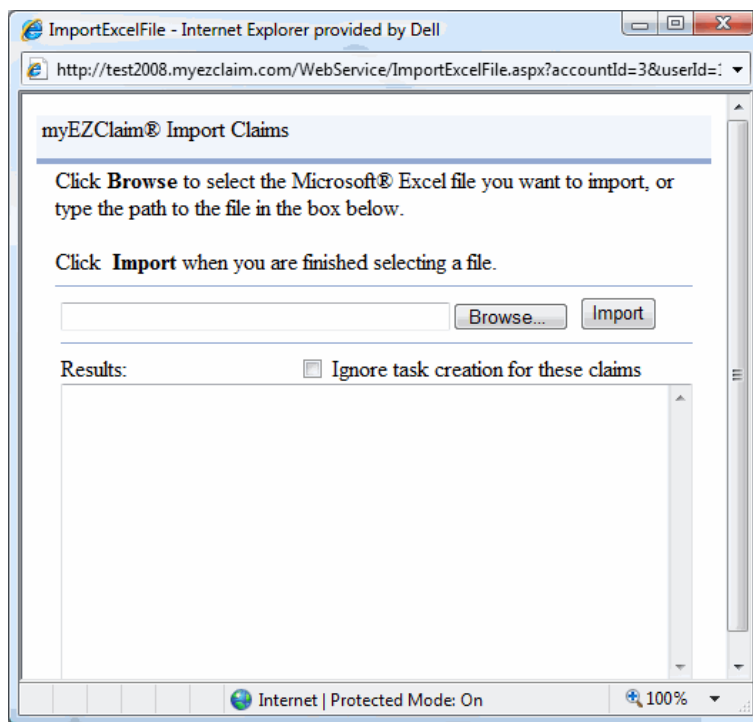 ImportExcelFile - Internet Explorer provided by Dell
http://test2008.myezclaim.com/WebService/ImportExcelFile.aspx?accountId=3&userId=
myEZClaim® Import Claims
Click Browse to select the Microsoft® Excel file you want to import, or
type the path to the file in the box below.
Click Import when you are finished selecting a file.
Browse... Import
Results: Ignore task creation for these claims
Internet | Protected Mode: On 100%